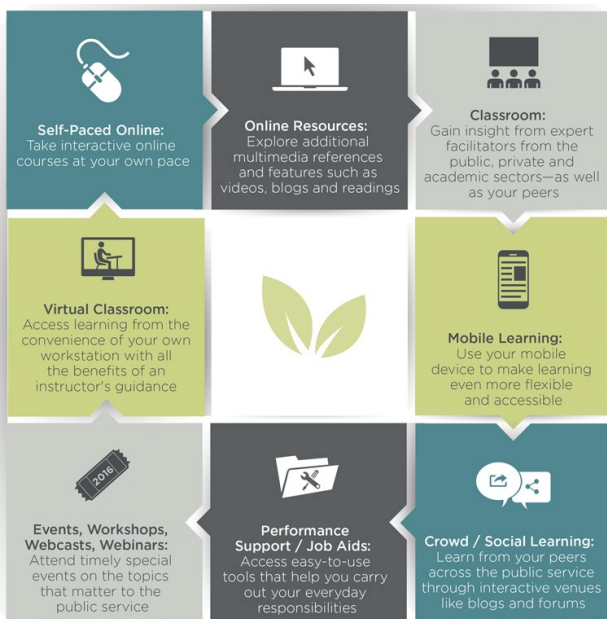 Self-Paced Online:
Take interactive online
courses at your own pace
Online Resources:
Explore additional
multimedia references
and features such as
videos, blogs and readings
Classroom:
Gain insight from expert
facilitators from the
public, private and
academic sectors—as well
as your peers
Virtual Classroom:
Access learning from the
convenience of your own
workstation with all
the benefits of an
instructor's guidance
Mobile Learning:
Use your mobile
device to make learning
even more flexible
and accessible
2016
Events, Workshops,
Webcasts, Webinars:
Attend timely special
events on the topics
that matter to the
public service
Performance
Support / Job Aids:
Access easy-to-use
tools that help you carry
out your everyday
responsibilities
Crowd / Social Learning:
Learn from your peers
across the public service
through interactive venues
like blogs and forums